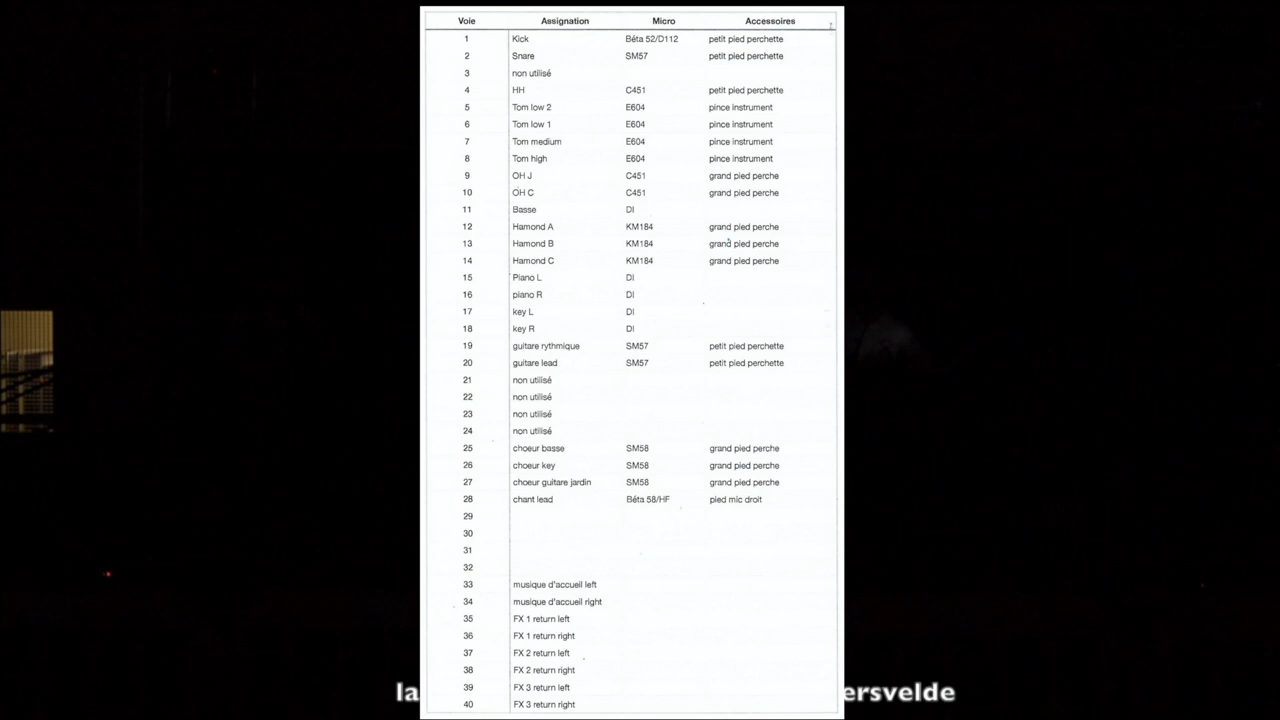 Voie Assignation Micro Accessoires
1 Kick Béta 52/D112 petit pied perchette
2 Snare SM57 petit pied perchette
3 non utilisé
4 HH C451 petit pied perchette
5 Tom low 2 E604 pince instrument
6 Tom low 1 E604 pince instrument
7 Tom medium E604 pince instrument
8 Tom high E604 pince instrument
9 OH J C451 grand pied perche
10 OH C C451 grand pied perche
11 Basse DI
12 Hamond A KM184 grand pied perche
13 Hamond B KM184 grand pied perche
14 Hamond C KM184 grand pied perche
15 Piano L DI
16 piano R DI
17 key L DI
18 key R DI
19 guitare rythmique SM57 petit pied perchette
20 guitare lead SM57 petit pied perchette
21 non utilisé
22 non utilisé
23 non utilisé
24 non utilisé
25 choeur basse SM58 grand pied perche
26 choeur key SM58 grand pied perche
27 choeur guitare jardin SM58 grand pied perche
28 chant lead Béta 58/HF pied mic droit
29
30
31
32
33 musique d'accueil left
34 musique d'accueil right
35 FX 1 return left
36 FX 1 return right
37 FX 2 return left
38 FX 2 return right
39 FX 3 return left
40 FX 3 return right